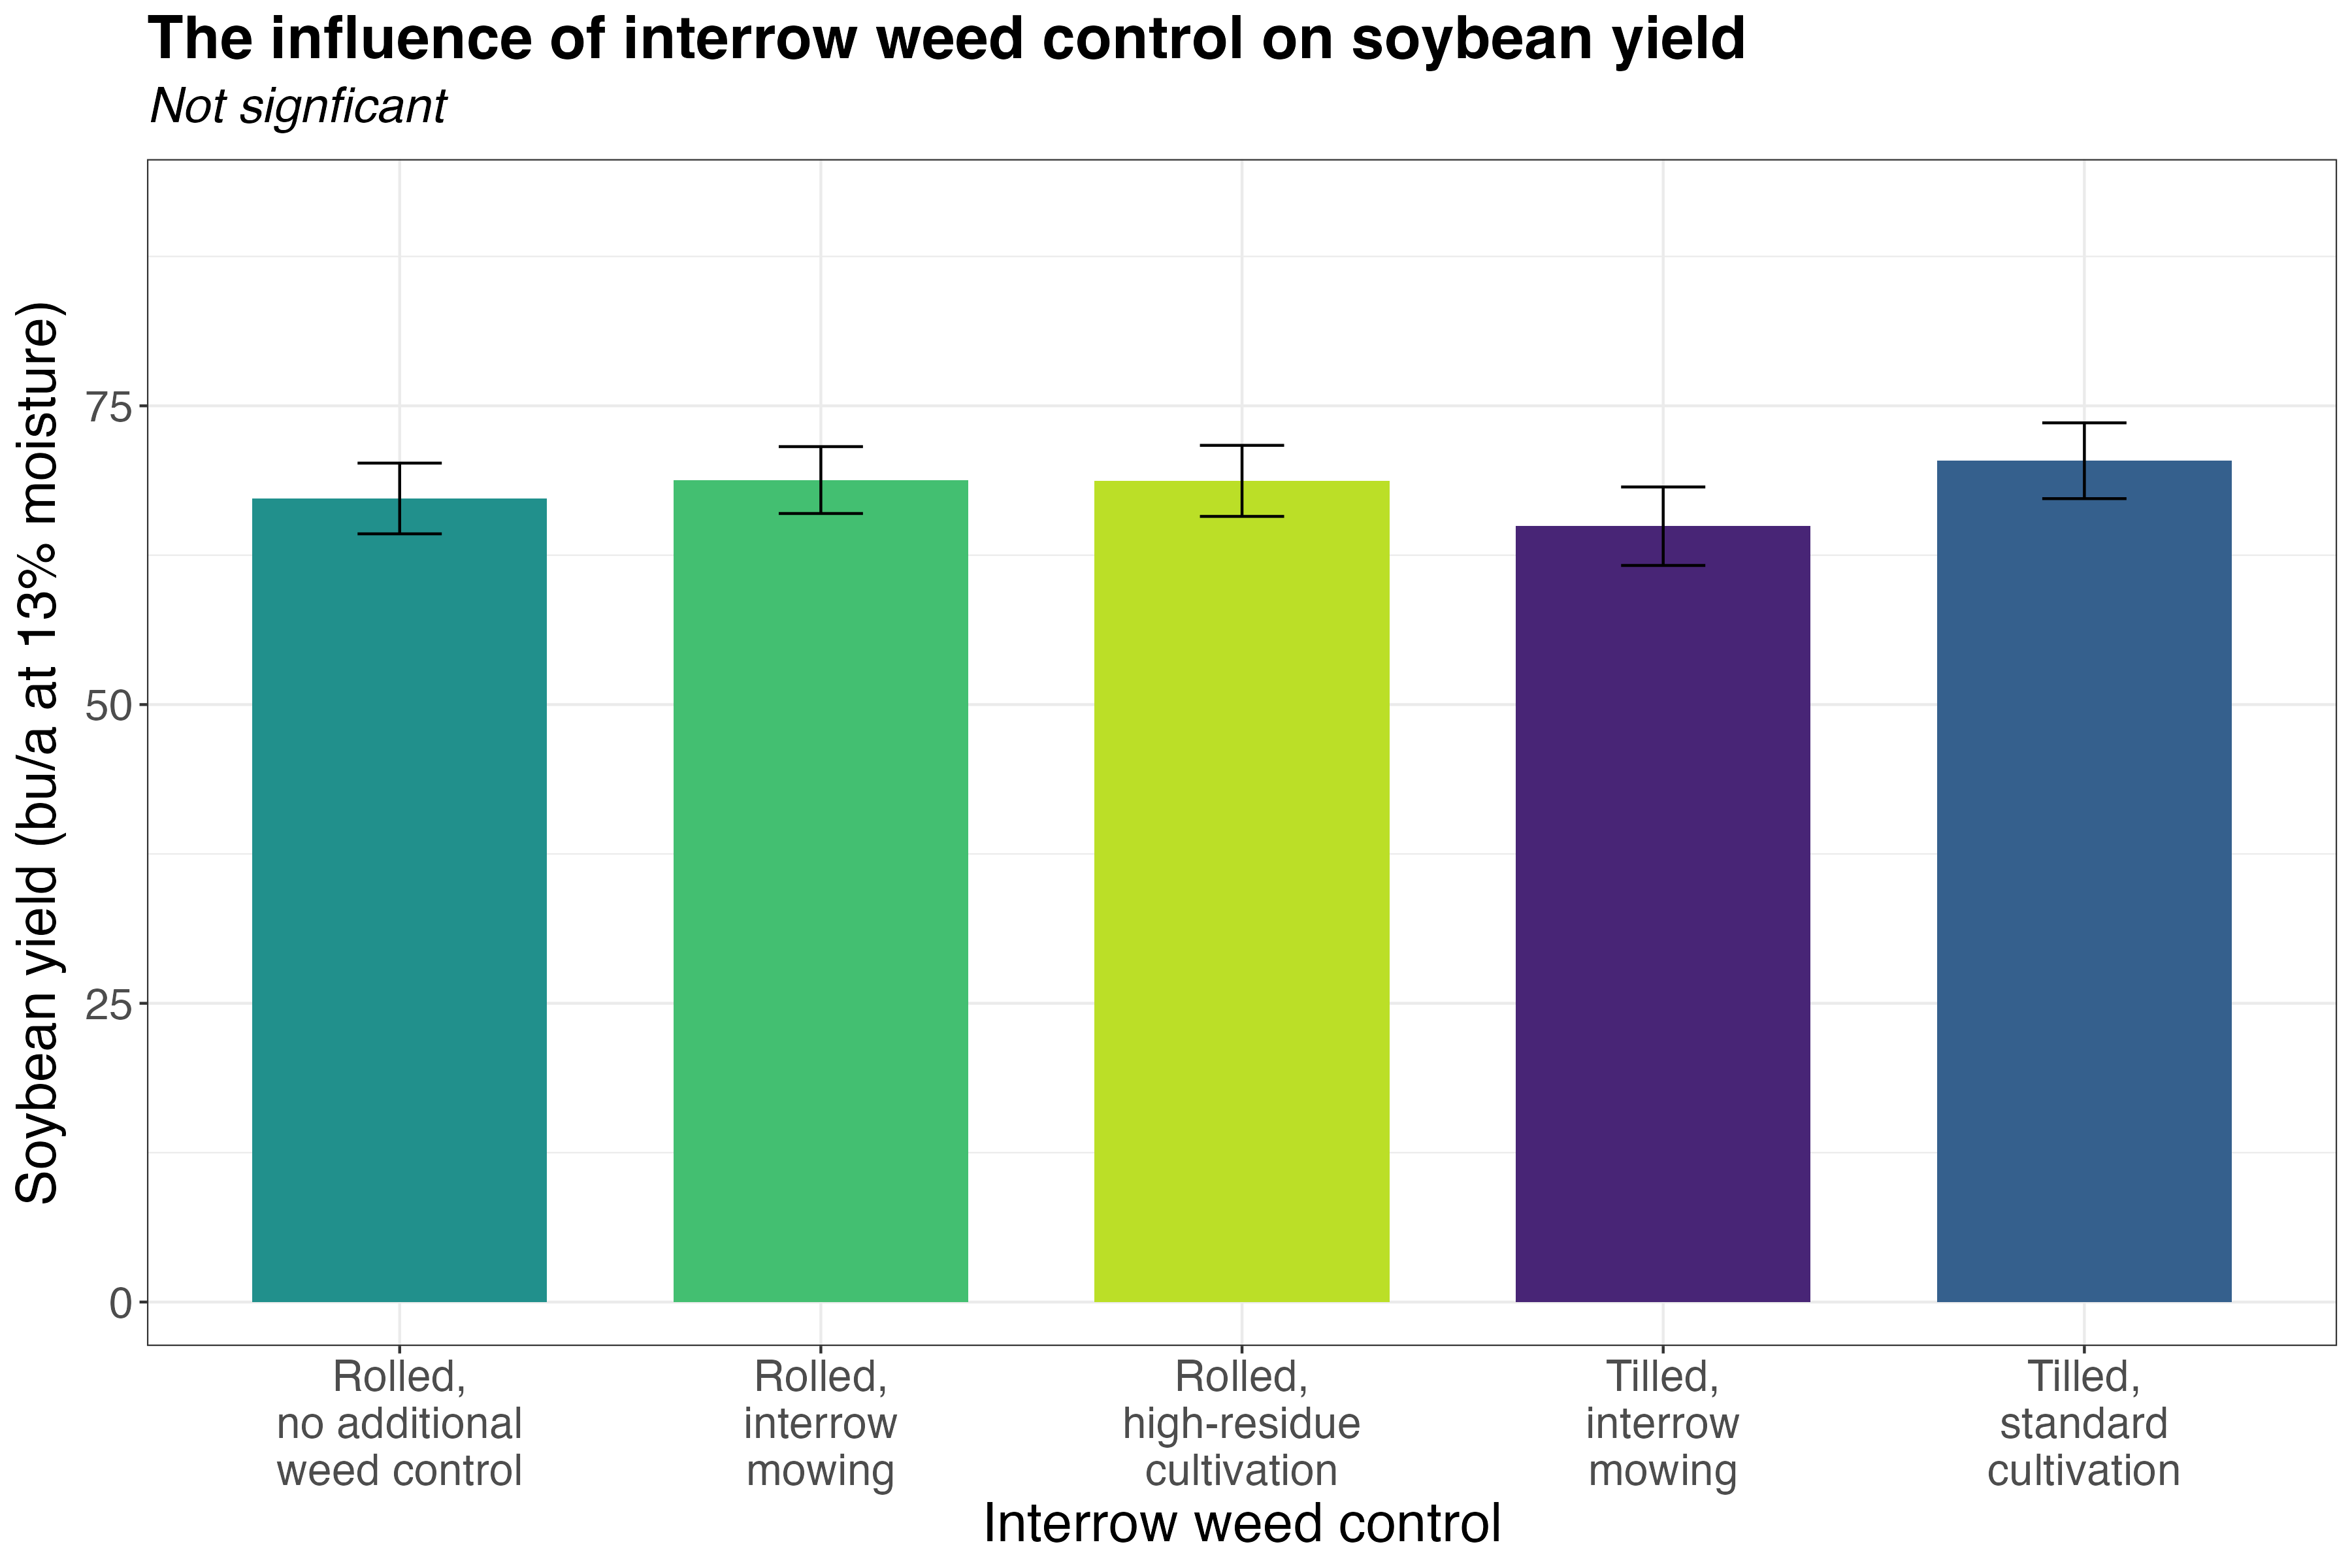 The influence of interrow weed control on soybean yield
Not signficant
Soybean yield (bu/a at 13% moisture)
75
50
25
0
Rolled,
no additional
weed control
Rolled,
interrow
mowing
Rolled,
high-residue
cultivation
Tilled,
interrow
mowing
Tilled,
standard
cultivation
Interrow weed control